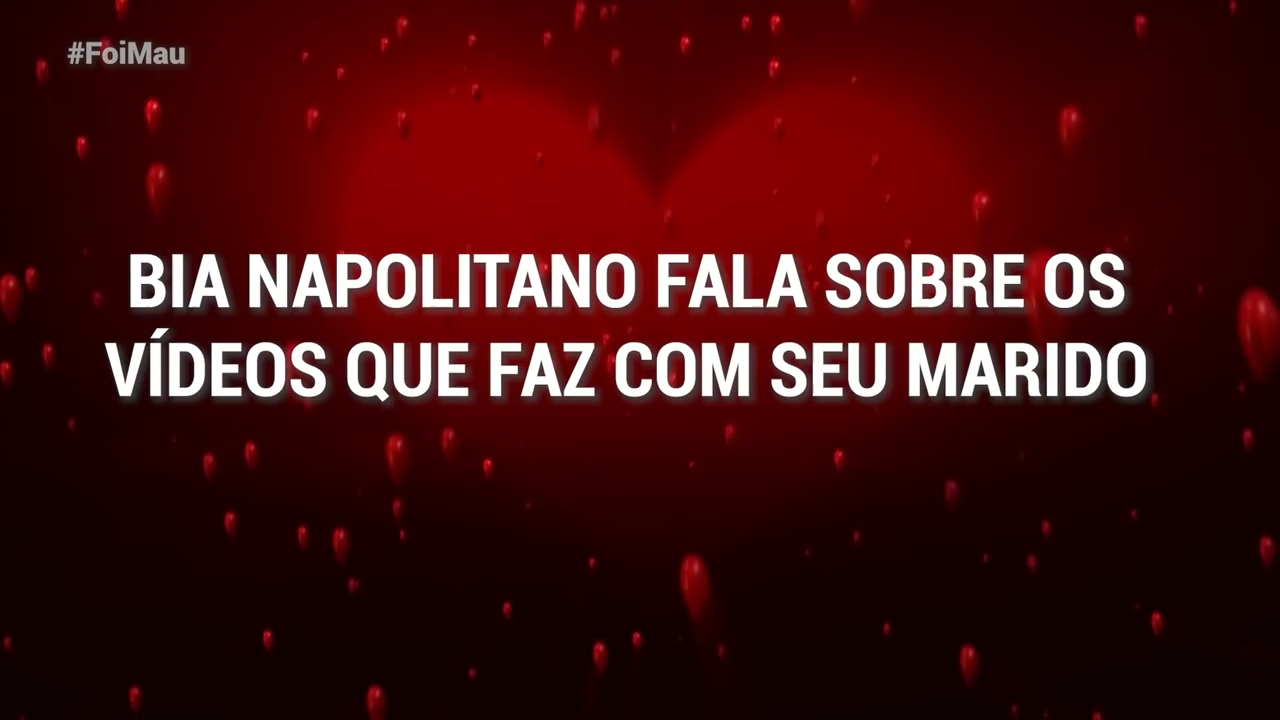 #FoiMau
BIA NAPOLITANO FALA SOBRE OS
VÍDEOS QUE FAZ COM SEU MARIDO